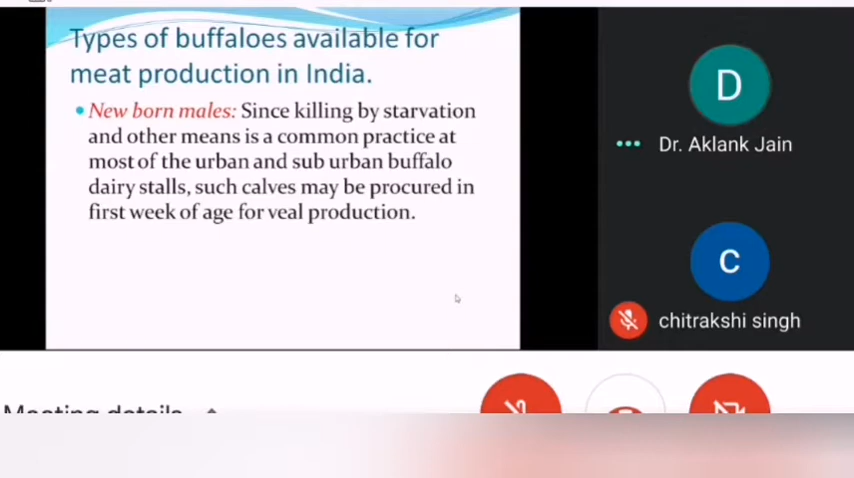 Types of buffaloes available for
meat production in India.
• New born males: Since killing by starvation
and other means is a common practice at
most of the urban and sub urban buffalo
dairy stalls, such calves may be procured in
first week of age for veal production.
D
Dr. Aklank Jain
C
chitrakshi singh
Meeting details